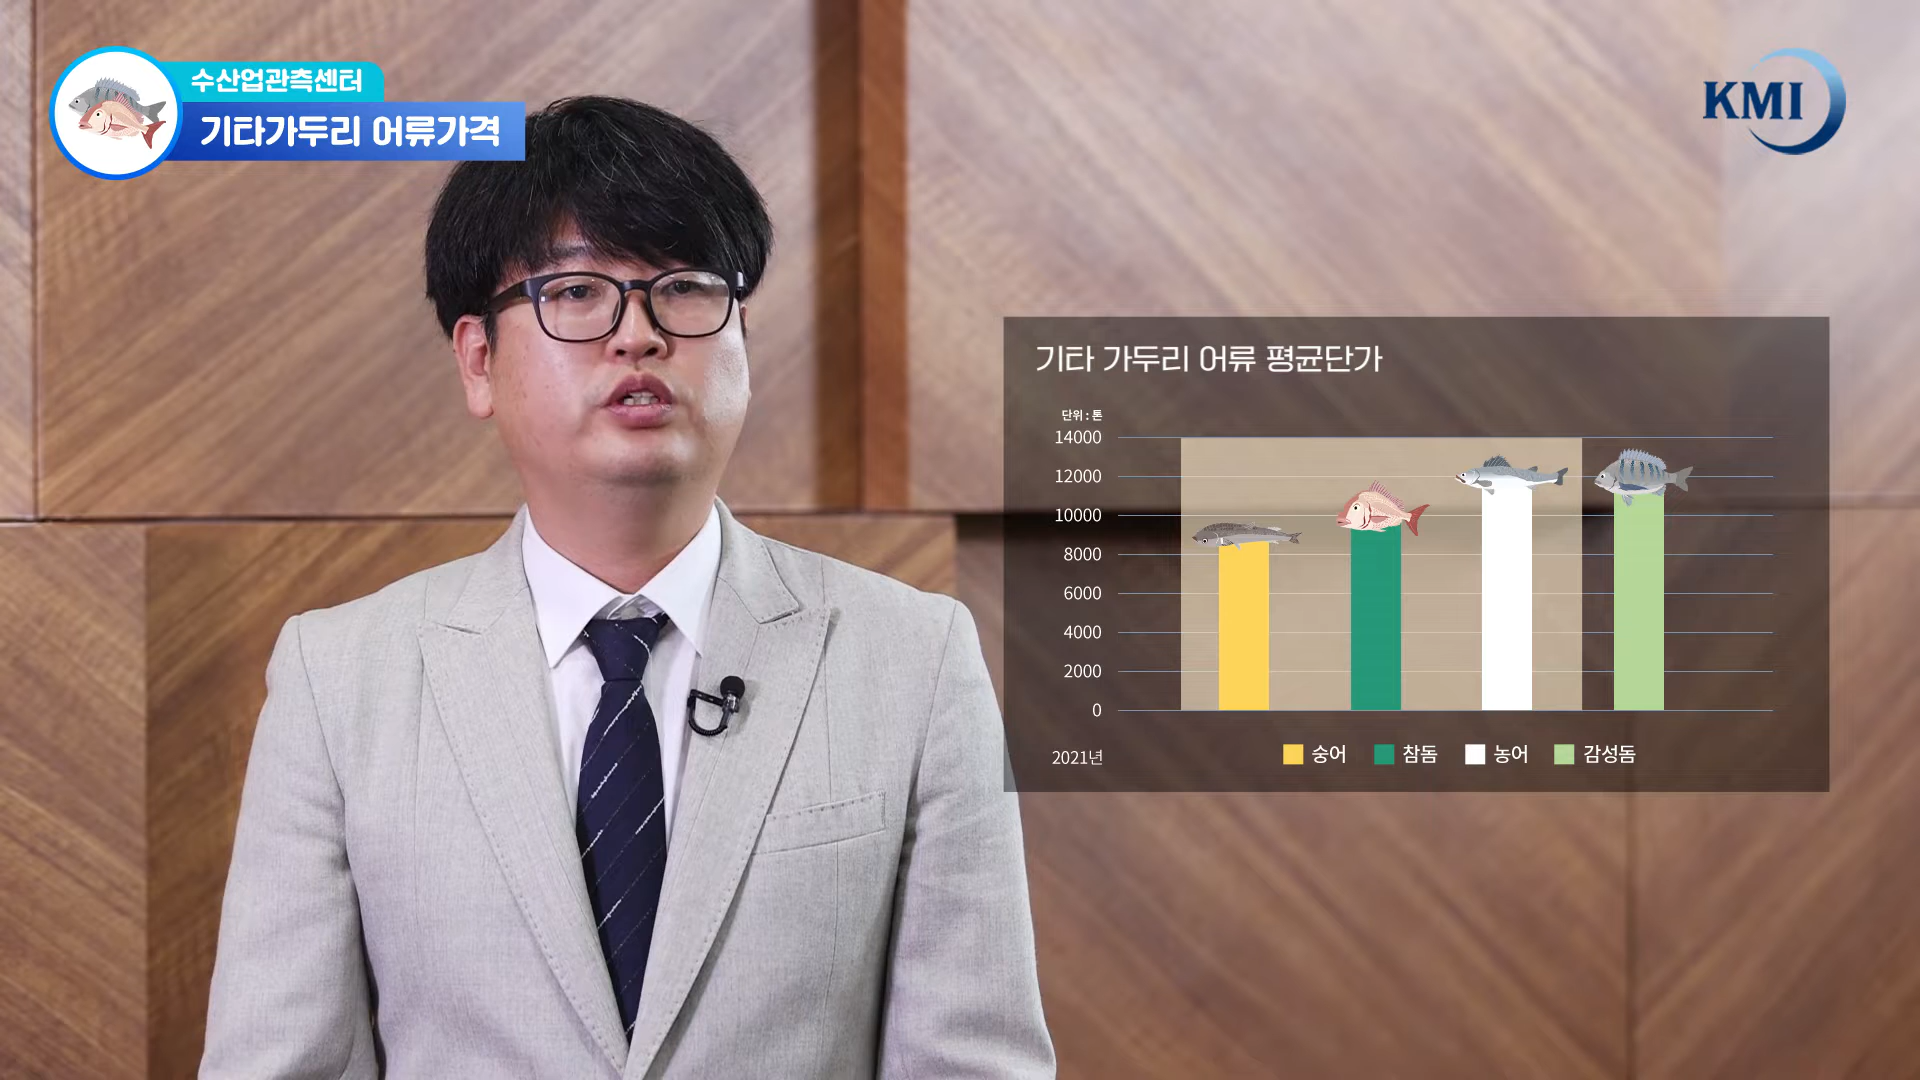 수산업관측센터
기타가두리 어류가격
KMI
기타 가두리 어류 평균단가
단위 : 톤
14000
12000
10000
8000
6000
4000
2000
0
2021년
숭어 참돔 농어 감성돔